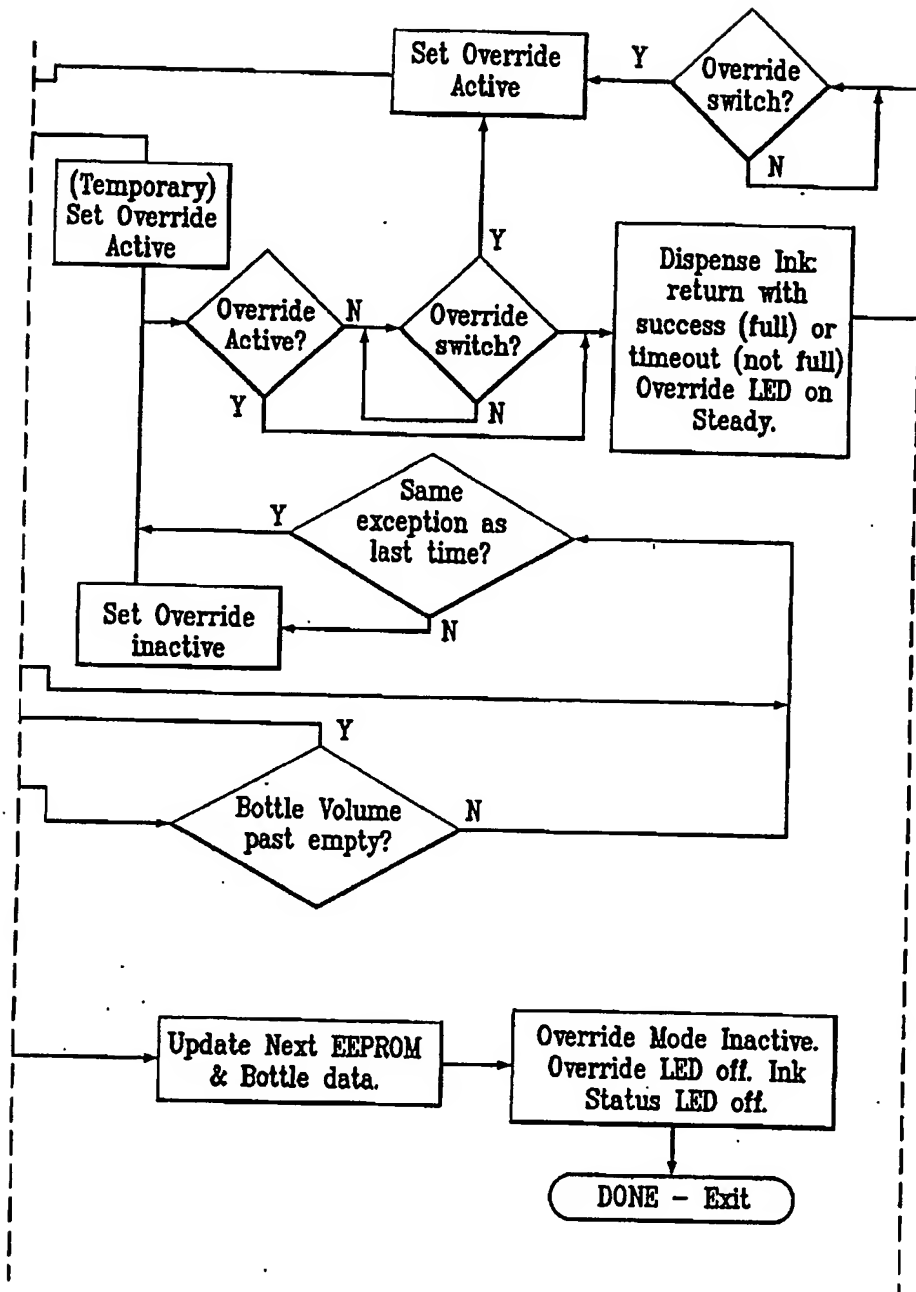 Set Override
Active
Y
Override
switch?
N
(Temporary)
Set Override
Active
Y
Override
Active?
N
Override
switch?
Y
N
Dispense Ink
return with
success (full) or
timeout (not full)
Override LED on
Steady.
Same
exception as
last time?
Y
N
Set Override
inactive
Y
Bottle Volume
past empty?
N
Update Next EEPROM
& Bottle data.
Override Mode Inactive.
Override LED off. Ink
Status LED off.
DONE - Exit